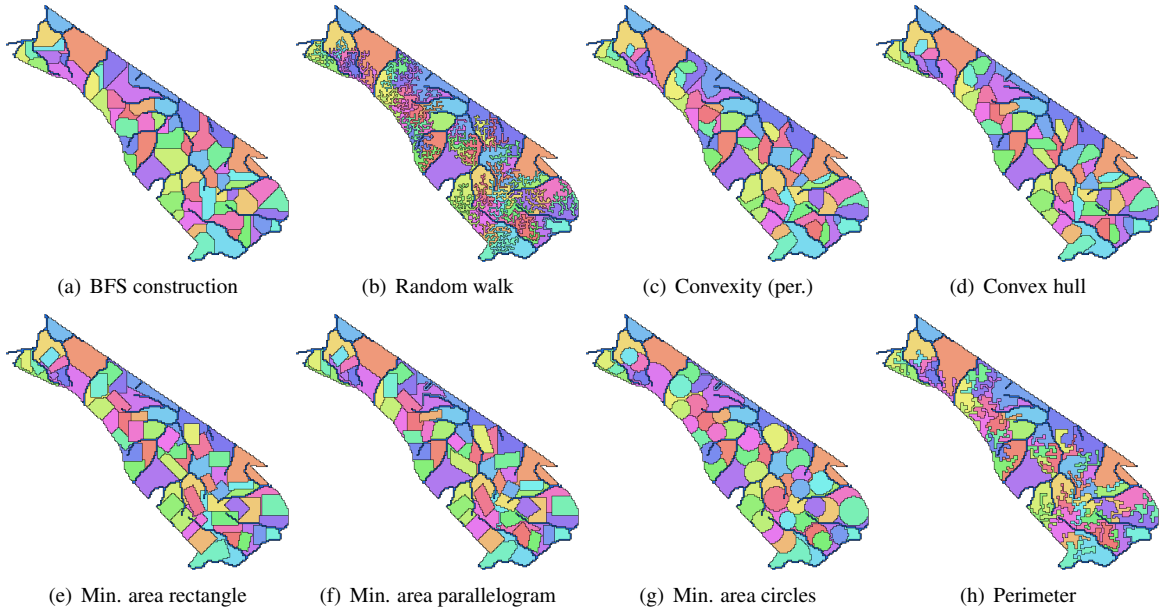 (a) BFS construction
(b) Random walk
(c) Convexity (per.)
(d) Convex hull
(e) Min. area rectangle
(f) Min. area parallelogram
(g) Min. area circles
(h) Perimeter